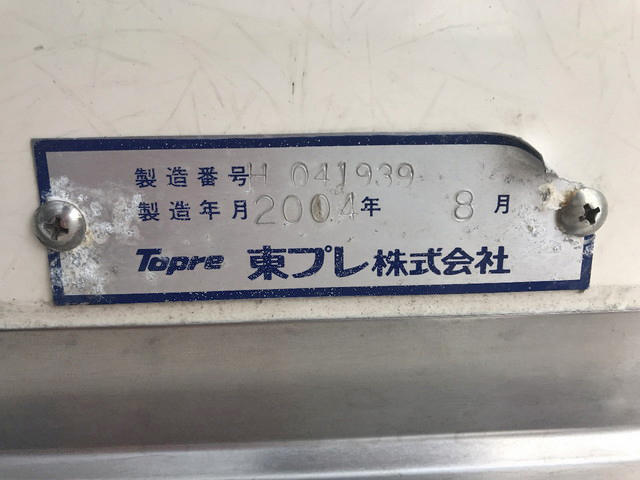 製造番号 H 041939
製造年月 2004年 8月
Topre 東プレ株式会社